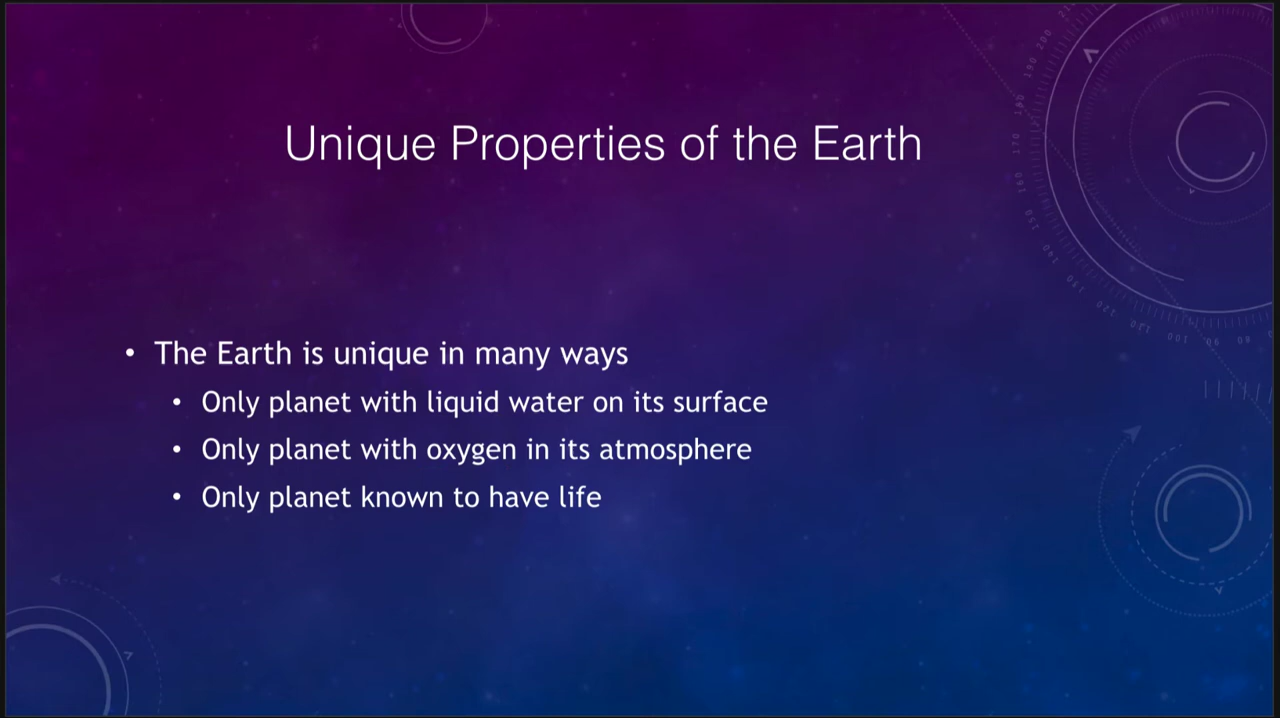 Unique Properties of the Earth
• The Earth is unique in many ways
• Only planet with liquid water on its surface
• Only planet with oxygen in its atmosphere
• Only planet known to have life